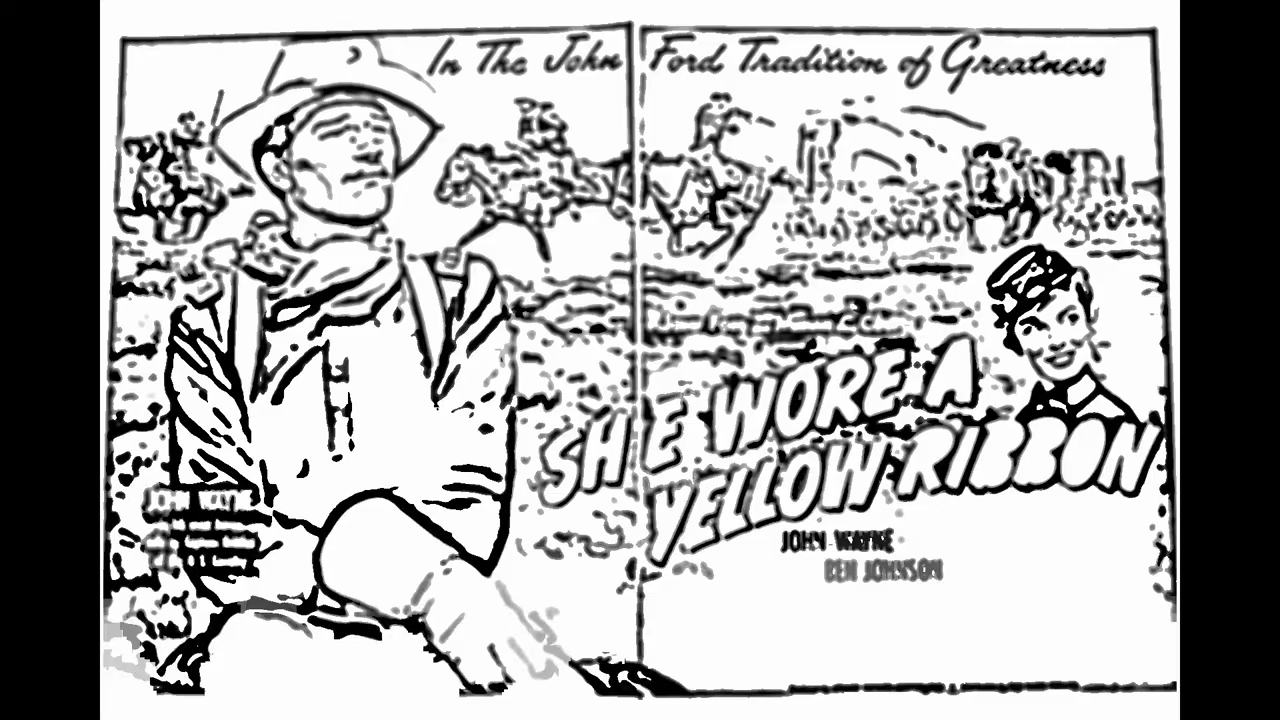 In The John Ford Tradition of Greatness
SHE WORE A
YELLOW RIBBON
JOHN WAYNE
BEN JOHNSON
JOHN WAYNE